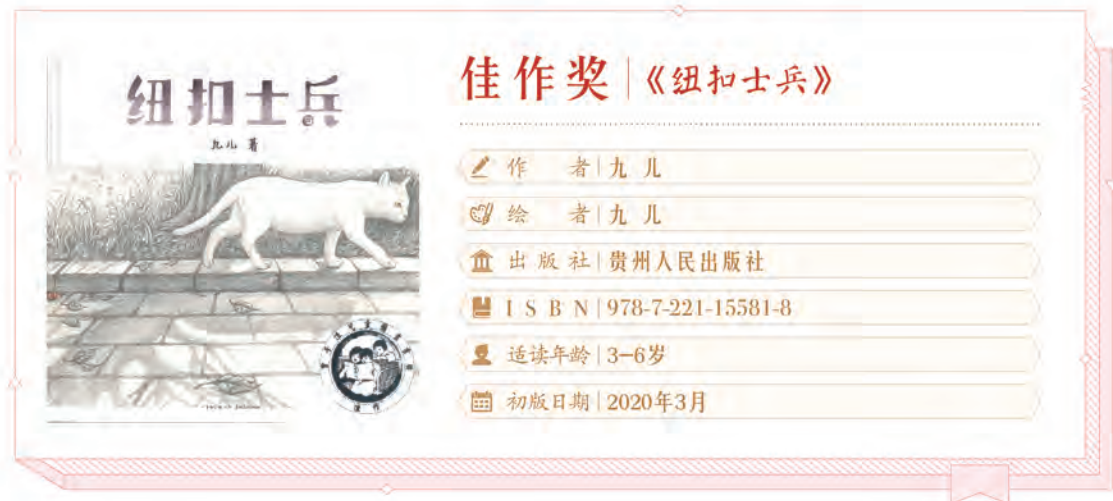 纽扣士兵
九儿 著
佳作奖 | 《纽扣士兵》
作 者 | 九 儿
绘 者 | 九 儿
出 版 社 | 贵州人民出版社
I S B N | 978-7-221-15581-8
适读年龄 | 3-6岁
初版日期 | 2020年3月